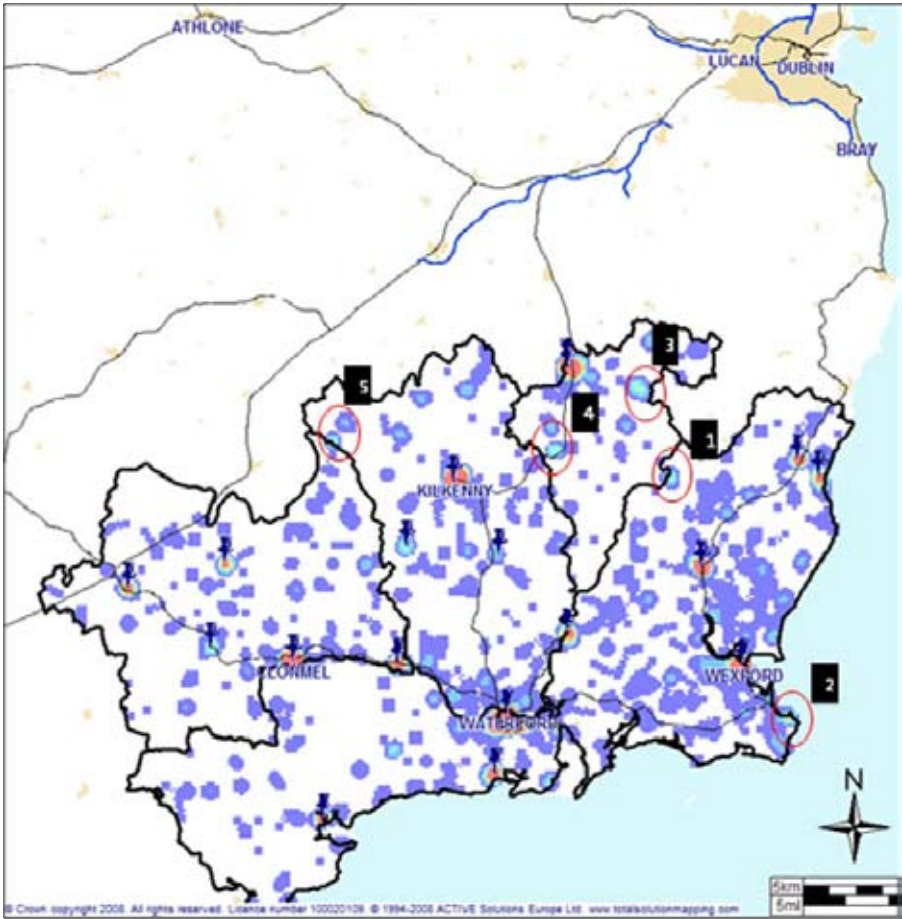 ATHLONE
LUCAN
DUBLIN
BRAY
3
5
4
1
KILKENNY
CLONMEL
WEXFORD
2
WATERFORD
N
5km
5mi
© Crown copyright 2008. All rights reserved. Licence number 100020109 © 1994-2008 ACTIVE Solutions Europe Ltd. www.totalsolutionmapping.com